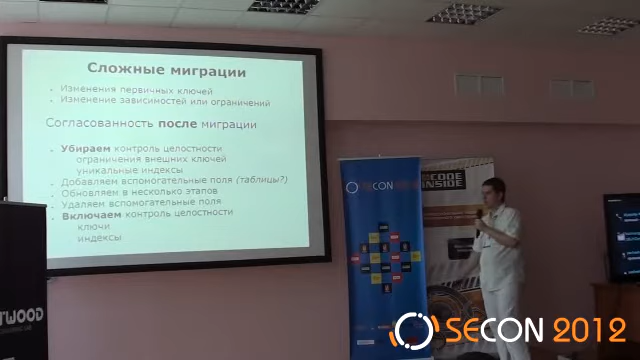 Сложные миграции
Изменения первичных ключей
Изменение зависимостей или ограничений
Согласованность после миграции
Убираем контроль целостности
ограничения внешних ключей
уникальные индексы
Добавляем вспомогательные поля (таблицы?)
Обновляем в несколько этапов
Удаляем вспомогательные поля
Включаем контроль целостности
ключи
индексы
SECON
CODE
INSIDE
SECON 2012